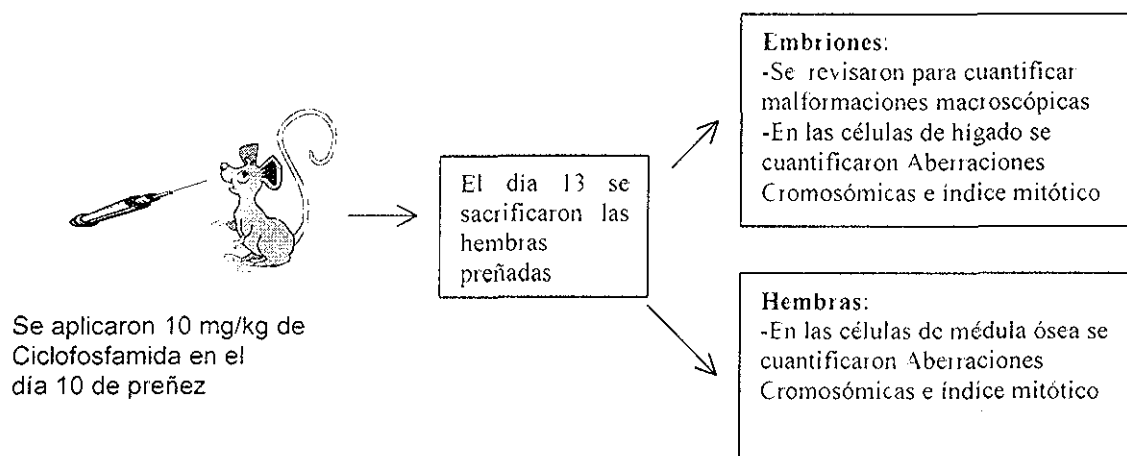 Se aplicaron 10 mg/kg de
Ciclofosfamida en el
día 10 de preñez
El dia 13 se
sacrificaron las
hembras
preñadas
Embriones:
-Se revisaron para cuantificar
malformaciones macroscópicas
-En las células de hígado se
cuantificaron Aberraciones
Cromosómicas e índice mitótico
Hembras:
-En las células de médula ósea se
cuantificaron Aberraciones
Cromosómicas e índice mitótico